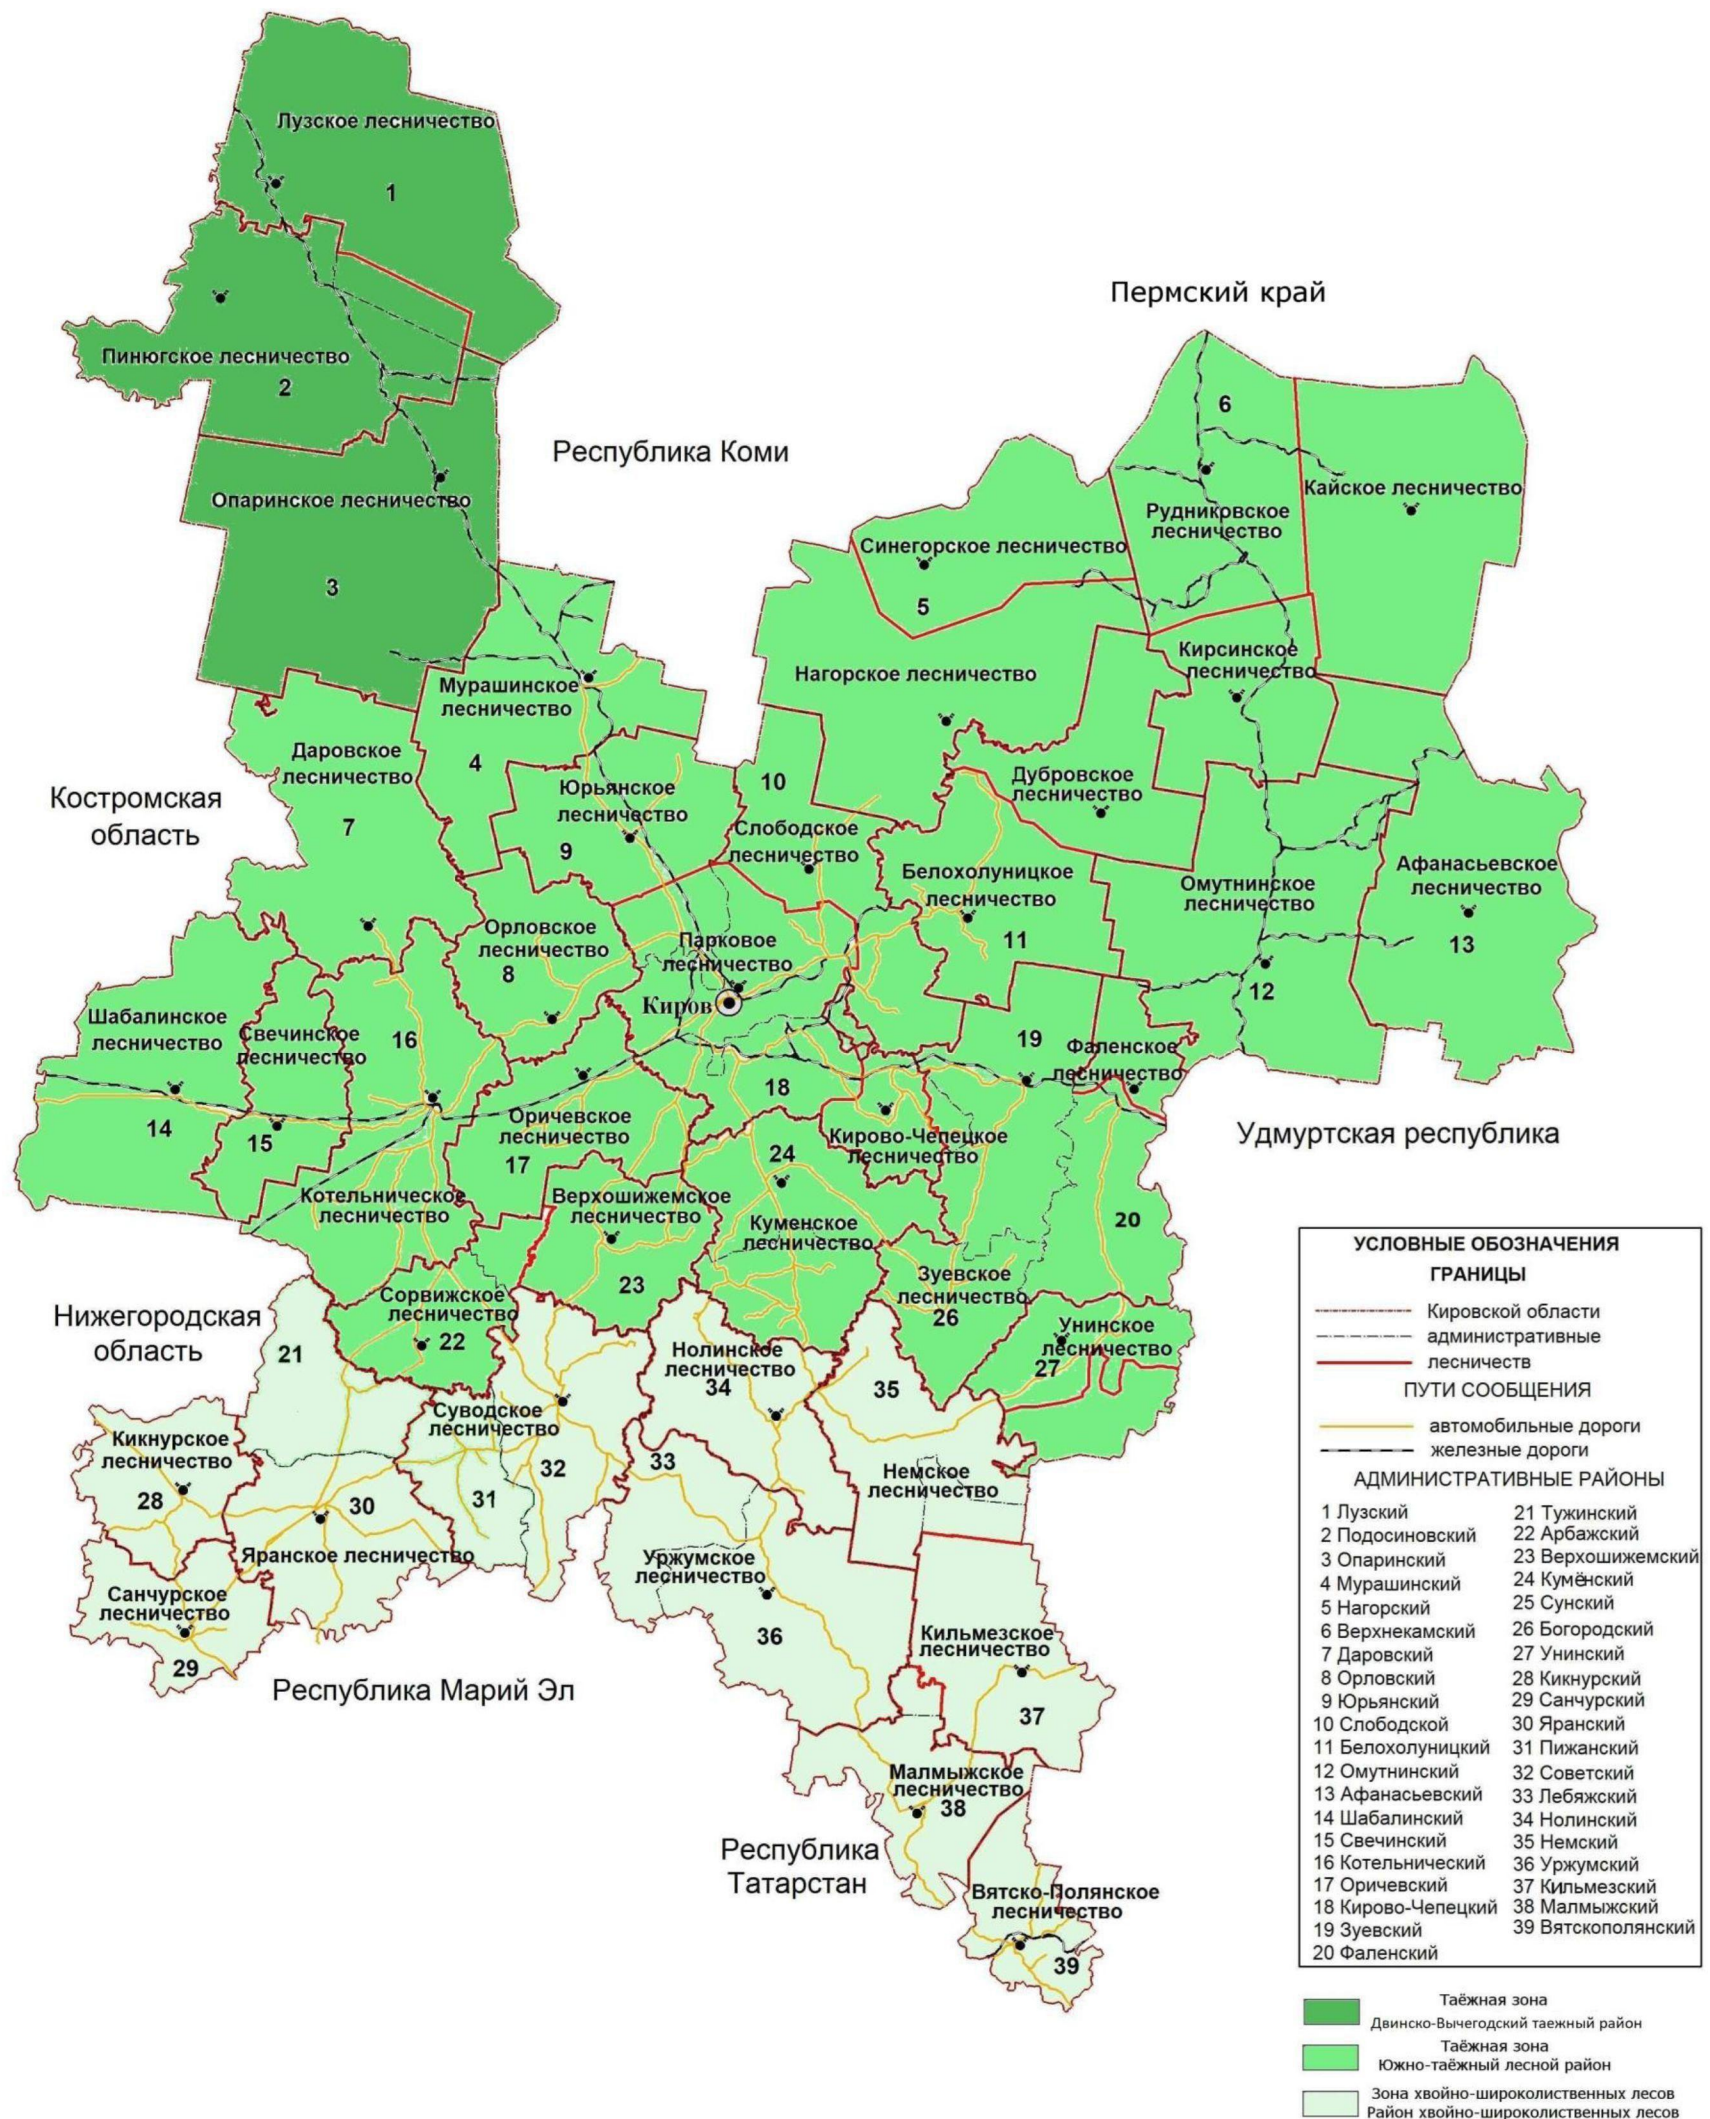 Лузское лесничество
1
Пермский край
Пинюгское лесничество
2
6
Республика Коми
Опаринское лесничество
Кайское лесничество
Рудниковское
лесничество
Синегорское лесничество
3
5
Кирсинское
лесничество
Нагорское лесничество
Мурашинское
лесничество
Даровское
лесничество
4
10
Дубровское
лесничество
Юрьянское
лесничество
Костромская
область
7
9
Слободское
лесничество
Белохолуницкое
лесничество
Омутнинское
лесничество
Афанасьевское
лесничество
Орловское
лесничество
8
Парковое
лесничество
11
13
12
Киров
Шабалинское
лесничество
Свечинское
лесничество
16
19
Фаленское
лесничество
18
14
15
Оричевское
лесничество
17
Кирово-Чепецкое
лесничество
Удмуртская республика
24
Котельническое
лесничество
Верхошижемское
лесничество
Куменское
лесничество
20
23
Зуевское
лесничество
26
Сорвижское
лесничество
22
Нижегородская
область
21
Унинское
лесничество
27
Нолинское
лесничество
34
35
Суводское
лесничество
Кикнурское
лесничество
28
32
33
31
30
Немское
лесничество
Яранское лесничество
Уржумское
лесничество
Санчурское
лесничество
29
36
Кильмезское
лесничество
37
Республика Марий Эл
Малмыжское
лесничество
38
Республика
Татарстан
Вятско-Полянское
лесничество
39
УСЛОВНЫЕ ОБОЗНАЧЕНИЯ
ГРАНИЦЫ
Кировской области
административные
лесничеств
ПУТИ СООБЩЕНИЯ
автомобильные дороги
железные дороги
АДМИНИСТРАТИВНЫЕ РАЙОНЫ
1 Лузский
2 Подосиновский
3 Опаринский
4 Мурашинский
5 Нагорский
6 Верхнекамский
7 Даровский
8 Орловский
9 Юрьянский
10 Слободской
11 Белохолуницкий
12 Омутнинский
13 Афанасьевский
14 Шабалинский
15 Свечинский
16 Котельнический
17 Оричевский
18 Кирово-Чепецкий
19 Зуевский
20 Фаленский
21 Тужинский
22 Арбажский
23 Верхошижемский
24 Кумёнский
25 Сунский
26 Богородский
27 Унинский
28 Кикнурский
29 Санчурский
30 Яранский
31 Пижанский
32 Советский
33 Лебяжский
34 Нолинский
35 Немский
36 Уржумский
37 Кильмезский
38 Малмыжский
39 Вятскополянский
Таёжная зона
Двинско-Вычегодский таежный район
Таёжная зона
Южно-таёжный лесной район
Зона хвойно-широколиственных лесов
Район хвойно-широколиственных лесов